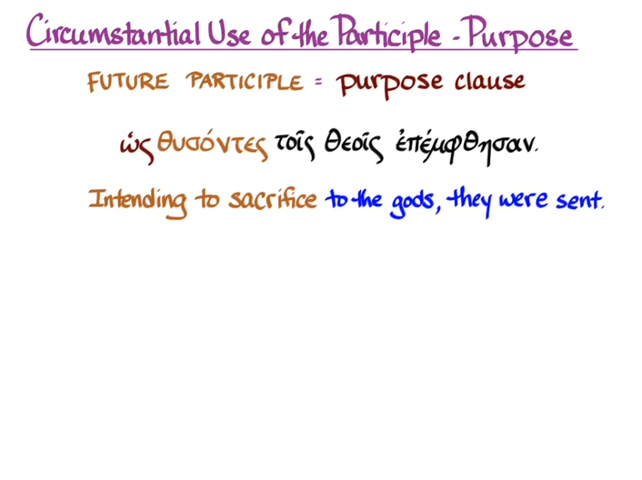 Circumstantial Use of the Participle - Purpose
FUTURE PARTICIPLE = purpose clause
ὡς θυσόντες τοῖς θεοῖς ἐπέμφθησαν.
Intending to sacrifice to the gods, they were sent.